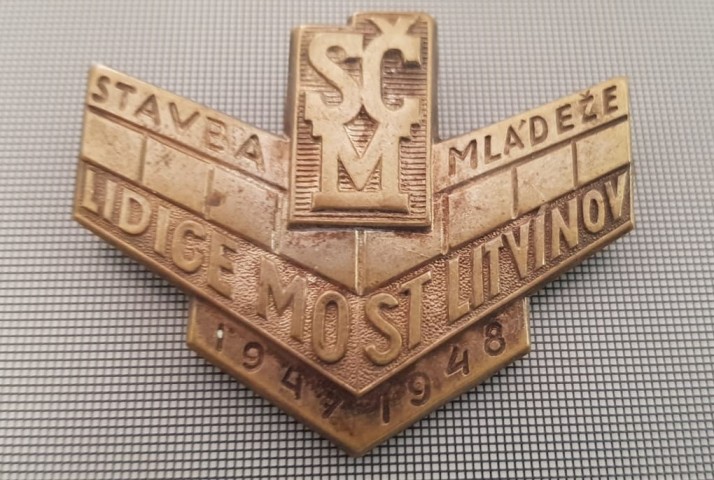 SČM
STAVBA MLÁDEŽE
LIDICE MOST LITVÍNOV
1947 1948